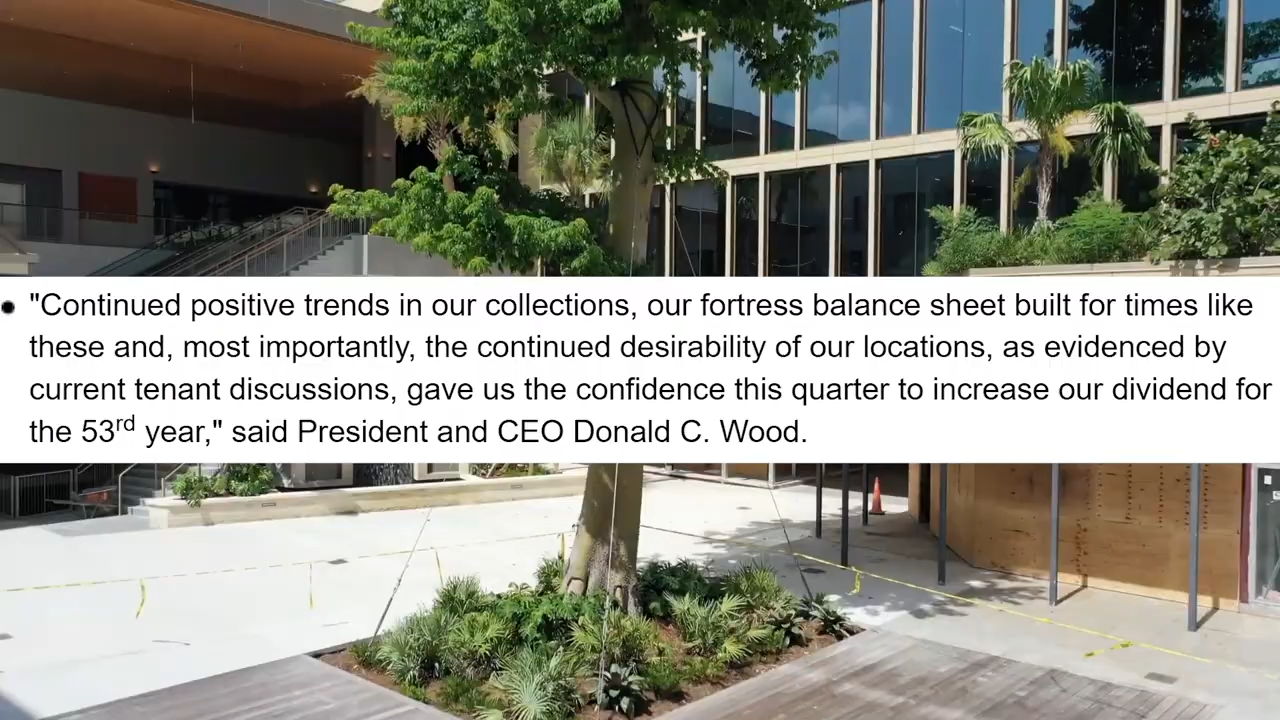 "Continued positive trends in our collections, our fortress balance sheet built for times like
these and, most importantly, the continued desirability of our locations, as evidenced by
current tenant discussions, gave us the confidence this quarter to increase our dividend for
the 53rd year," said President and CEO Donald C. Wood.